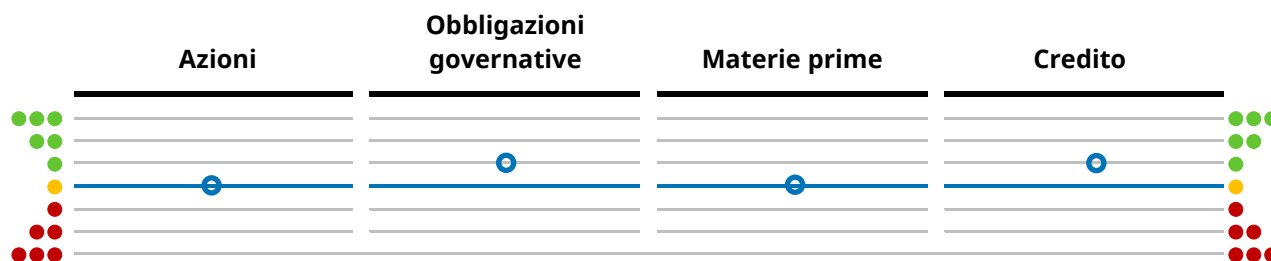 Azioni
Obbligazioni
governative
Materie prime
Credito